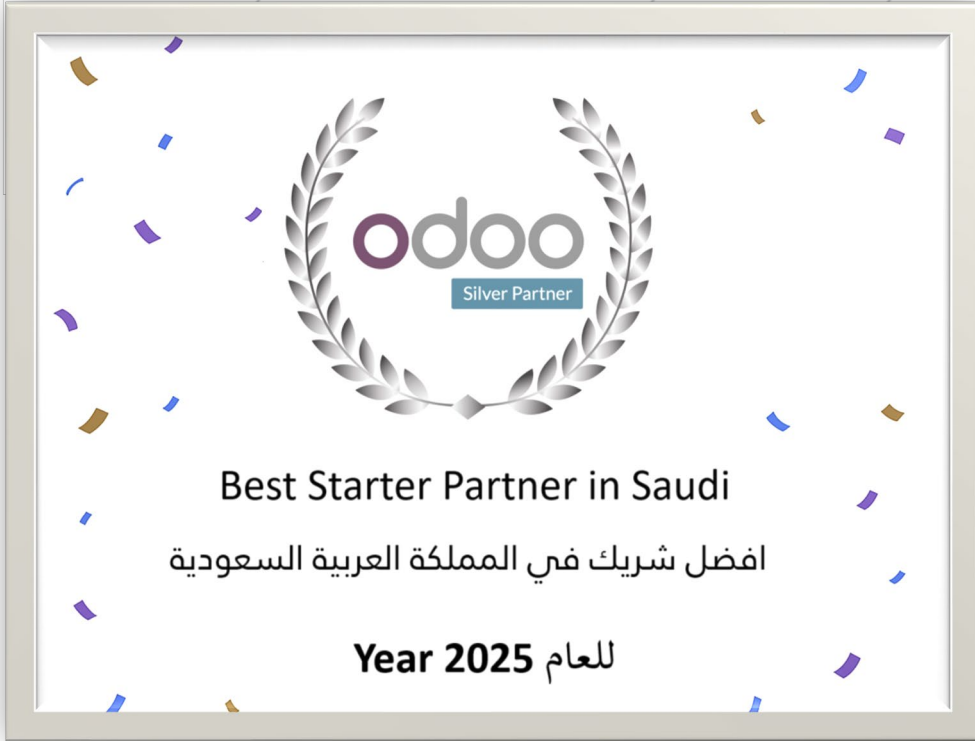 odoo
Silver Partner
Best Starter Partner in Saudi
افضل شريك في المملكة العربية السعودية
Year 2025 للعام